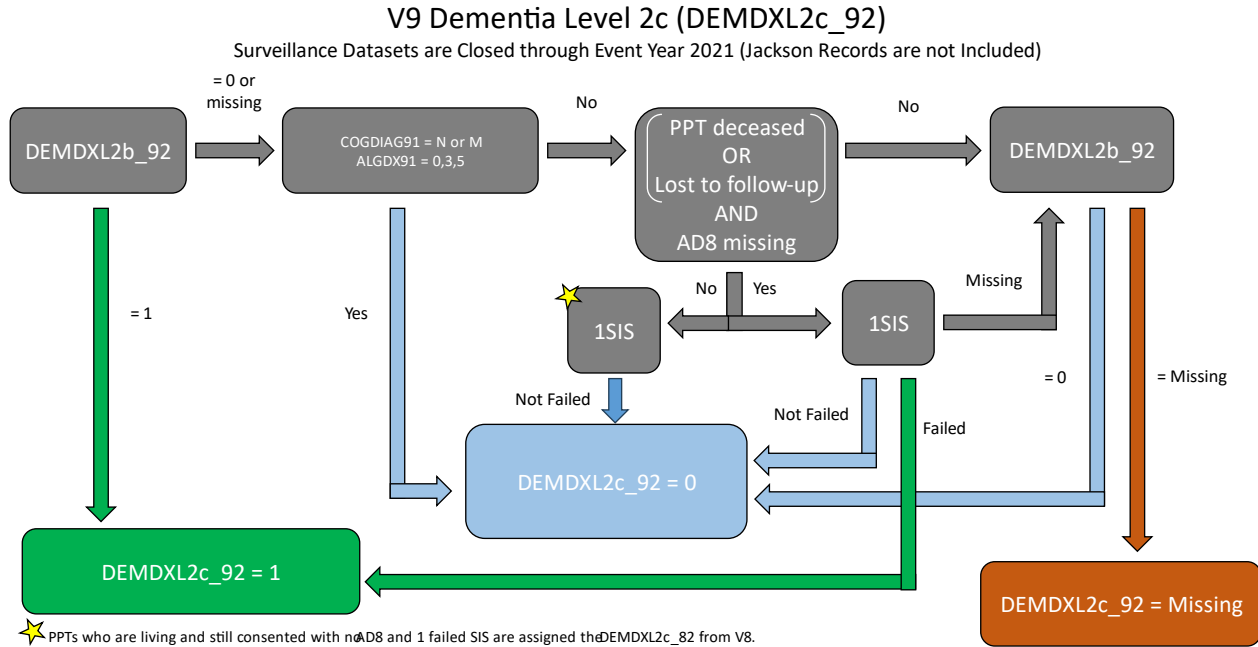 V9 Dementia Level 2c (DEMDXL2c_92)
Surveillance Datasets are Closed through Event Year 2021 (Jackson Records are not Included)
= 0 or
missing
No
No
DEMDXL2b_92
COGDIAG91 = N or M
ALGDX91 = 0,3,5
PPT deceased
OR
Lost to follow-up
AND
AD8 missing
DEMDXL2b_92
No
Yes
Missing
= 1
Yes
1SIS
1SIS
= 0
= Missing
Not Failed
Not Failed
Failed
DEMDXL2c_92 = 0
DEMDXL2c_92 = 1
DEMDXL2c_92 = Missing
PPTs who are living and still consented with no AD8 and 1 failed SIS are assigned the DEMDXL2c_82 from V8.